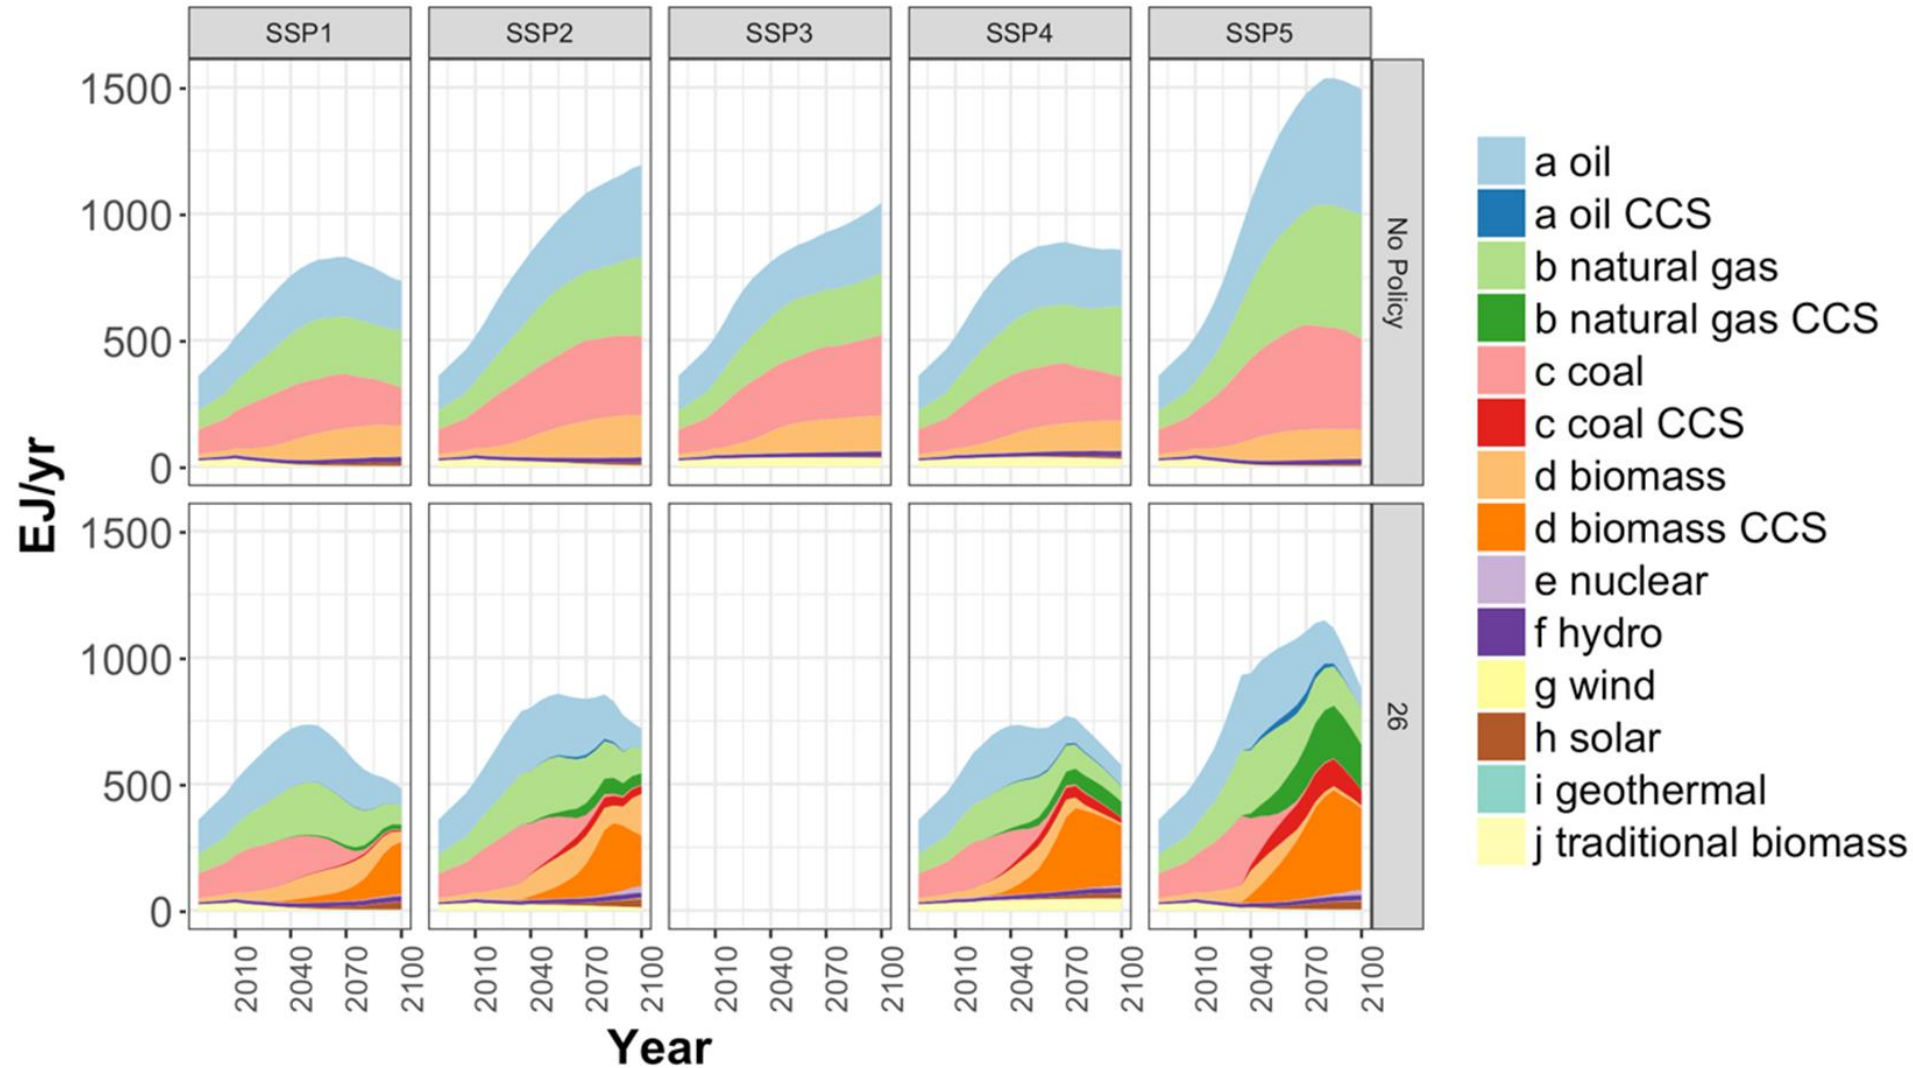 SSP1 SSP2 SSP3 SSP4 SSP5
1500
1000
500
0
No Policy
1500
1000
500
0
26
EJ/yr
2010 2040 2070 2100 2010 2040 2070 2100 2010 2040 2070 2100 2010 2040 2070 2100 2010 2040 2070 2100
Year
a oil
a oil CCS
b natural gas
b natural gas CCS
c coal
c coal CCS
d biomass
d biomass CCS
e nuclear
f hydro
g wind
h solar
i geothermal
j traditional biomass